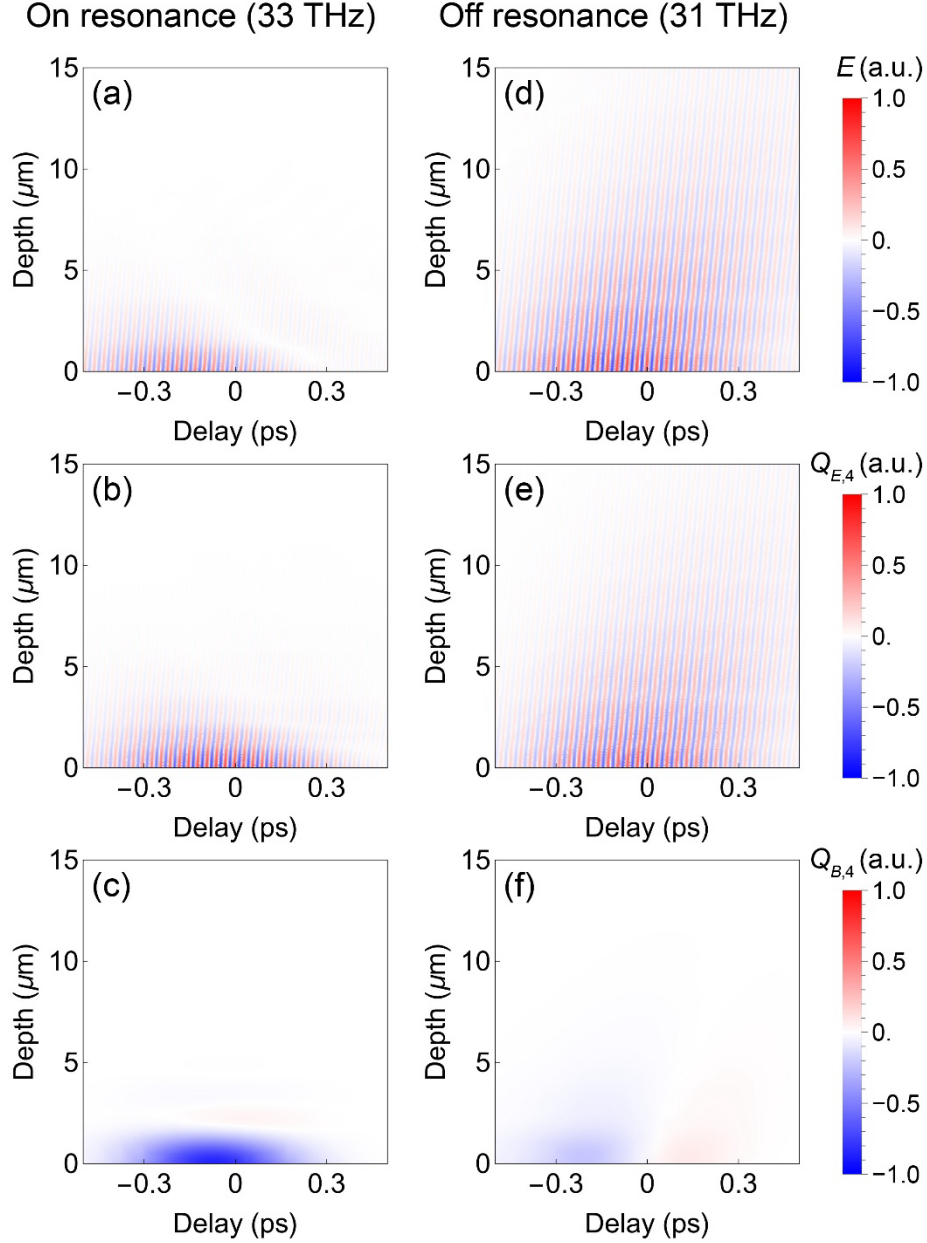 On resonance (33 THz) Off resonance (31 THz)
(a)
Depth (μm)
15
10
5
0
−0.3 0 0.3
Delay (ps)
(d)
Depth (μm)
15
10
5
0
−0.3 0 0.3
Delay (ps)
E (a.u.)
1.0
0.5
0.
−0.5
−1.0
(b)
Depth (μm)
15
10
5
0
−0.3 0 0.3
Delay (ps)
(e)
Depth (μm)
15
10
5
0
−0.3 0 0.3
Delay (ps)
Q_E,4 (a.u.)
1.0
0.5
0.
−0.5
−1.0
(c)
Depth (μm)
15
10
5
0
−0.3 0 0.3
Delay (ps)
(f)
Depth (μm)
15
10
5
0
−0.3 0 0.3
Delay (ps)
Q_B,4 (a.u.)
1.0
0.5
0.
−0.5
−1.0